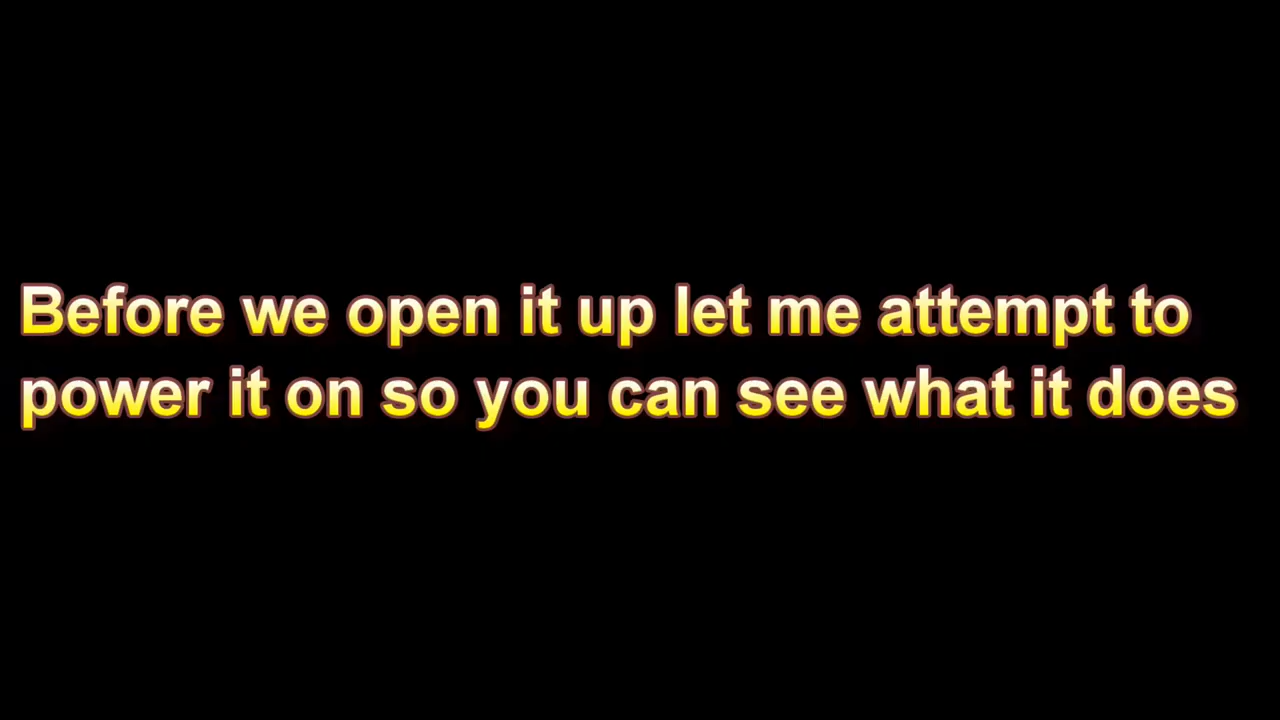 Before we open it up let me attempt to
power it on so you can see what it does